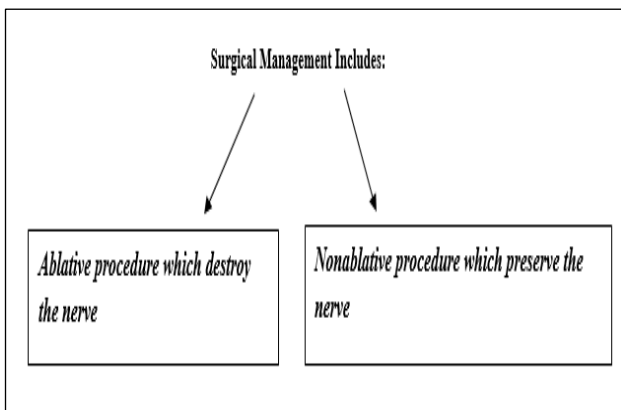 Surgical Management Includes:
Ablative procedure which destroy
the nerve
Nonablative procedure which preserve the
nerve